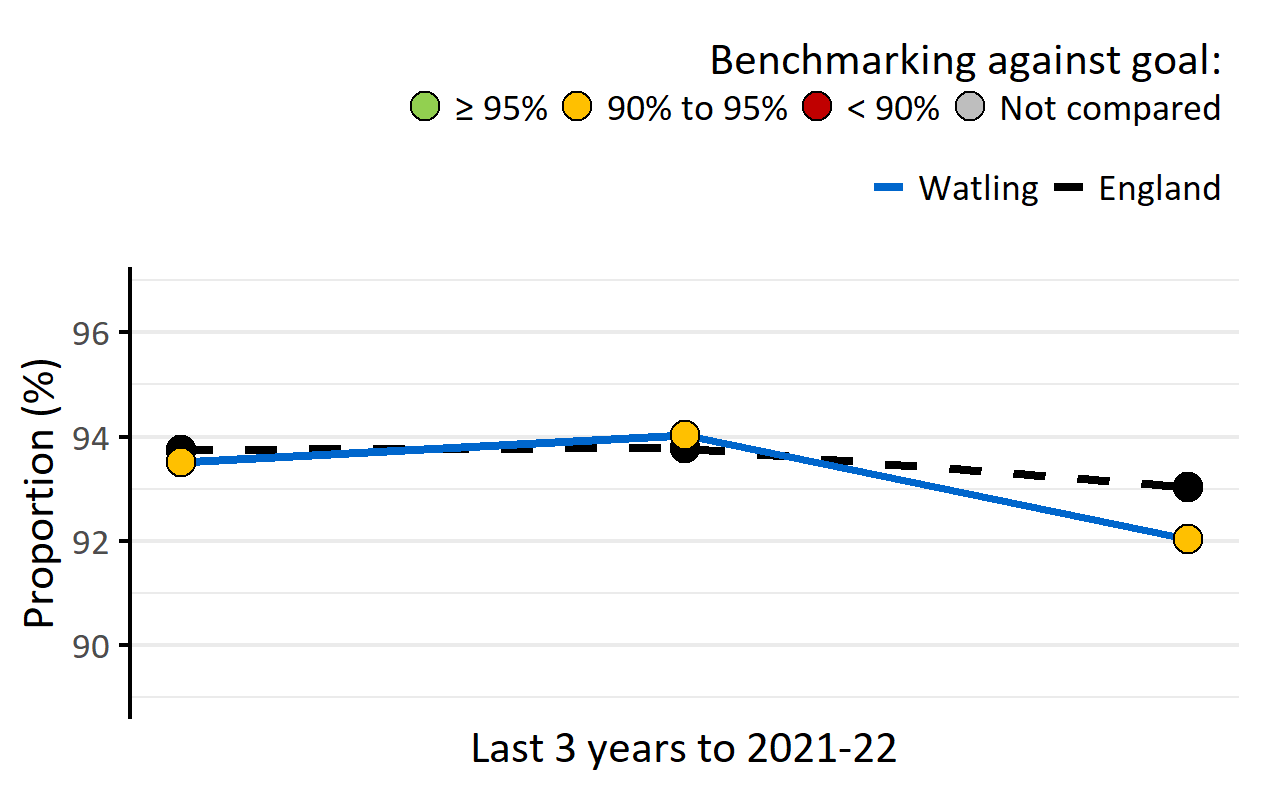 Benchmarking against goal:
≥ 95% 90% to 95% < 90% Not compared
Watling England
96
94
92
90
Proportion (%)
Last 3 years to 2021-22